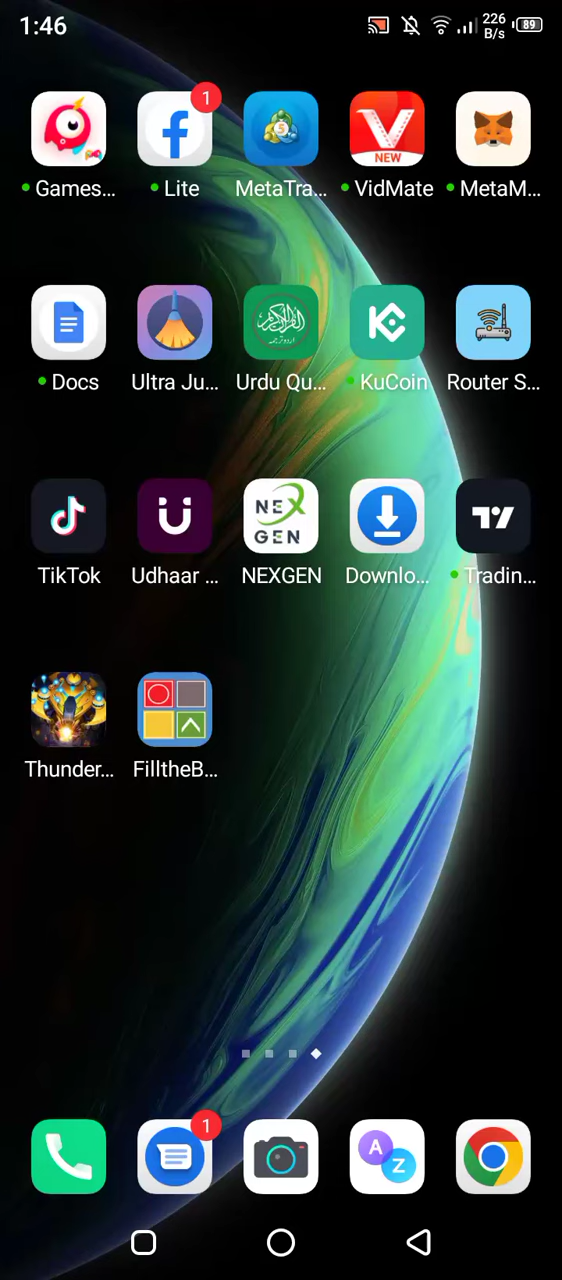 1:46
226
B/s
89
1
NEW
Games...
Lite
MetaTra...
VidMate
MetaM...
Docs
Ultra Ju...
Urdu Qu...
KuCoin
Router S...
NEX
GEN
TikTok
Udhaar ...
NEXGEN
Downlo...
Tradin...
Thunder...
FilltheB...
1
A
Z